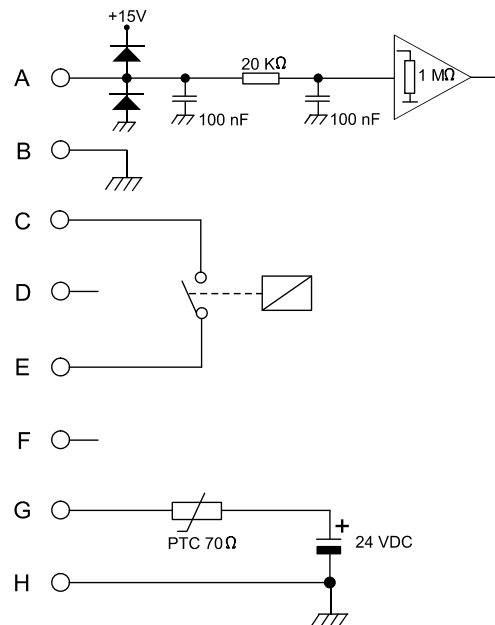 +15V
A
20 KΩ
1 MΩ
100 nF
100 nF
B
C
D
E
F
G
PTC 70Ω
+
24 VDC
H